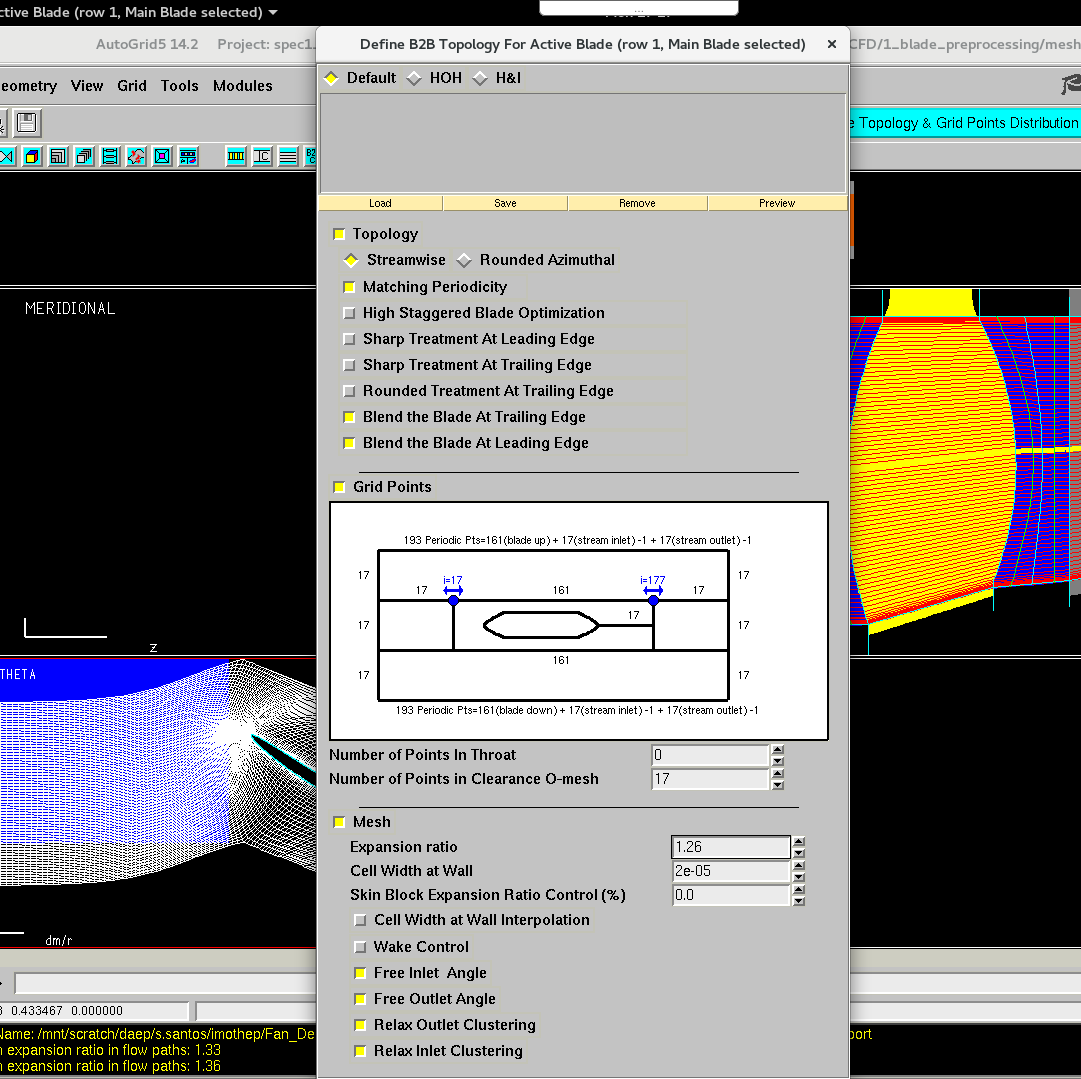 ctive Blade (row 1, Main Blade selected)
AutoGrid5 14.2 Project: spec1.
Define B2B Topology For Active Blade (row 1, Main Blade selected)
CFD/1_blade_preprocessing/mesh
eometry View Grid Tools Modules
Default HOH H&I
e Topology & Grid Points Distribution
Load Save Remove Preview
Topology
Streamwise Rounded Azimuthal
Matching Periodicity
MERIDIONAL
High Staggered Blade Optimization
Sharp Treatment At Leading Edge
Sharp Treatment At Trailing Edge
Rounded Treatment At Trailing Edge
Blend the Blade At Trailing Edge
Blend the Blade At Leading Edge
Grid Points
193 Periodic Pts=161(blade up) + 17(stream inlet) -1 + 17(stream outlet) -1
17 i=17 i=177 17
17 161 17
17 17 17
z
161
THETA
17 17
193 Periodic Pts=161(blade down) + 17(stream inlet) -1 + 17(stream outlet) -1
Number of Points In Throat 0
Number of Points in Clearance O-mesh 17
Mesh
Expansion ratio 1.26
Cell Width at Wall 2e-05
Skin Block Expansion Ratio Control (%) 0.0
Cell Width at Wall Interpolation
dm/r
Wake Control
Free Inlet Angle
Free Outlet Angle
0.433467 0.000000
Relax Outlet Clustering
Name: /mnt/scratch/daep/s.santos/imothep/Fan_De
port
n expansion ratio in flow paths: 1.33
Relax Inlet Clustering
n expansion ratio in flow paths: 1.36